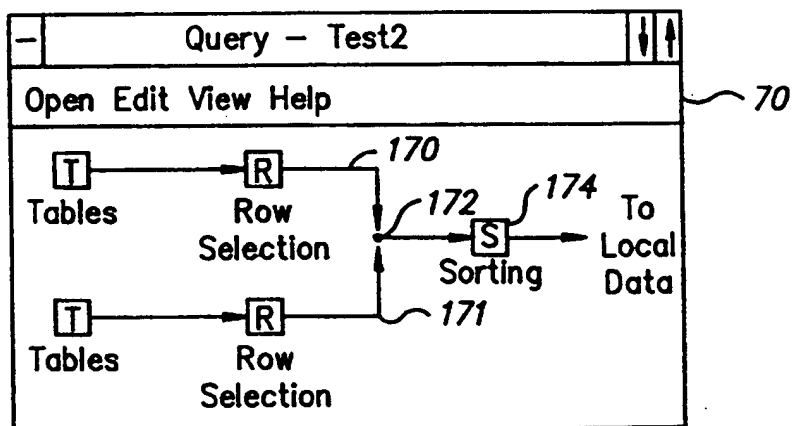 Query – Test2
Open Edit View Help
70
T
Tables
R
Row
Selection
170
172
S
Sorting
174
To
Local
Data
T
Tables
R
Row
Selection
171